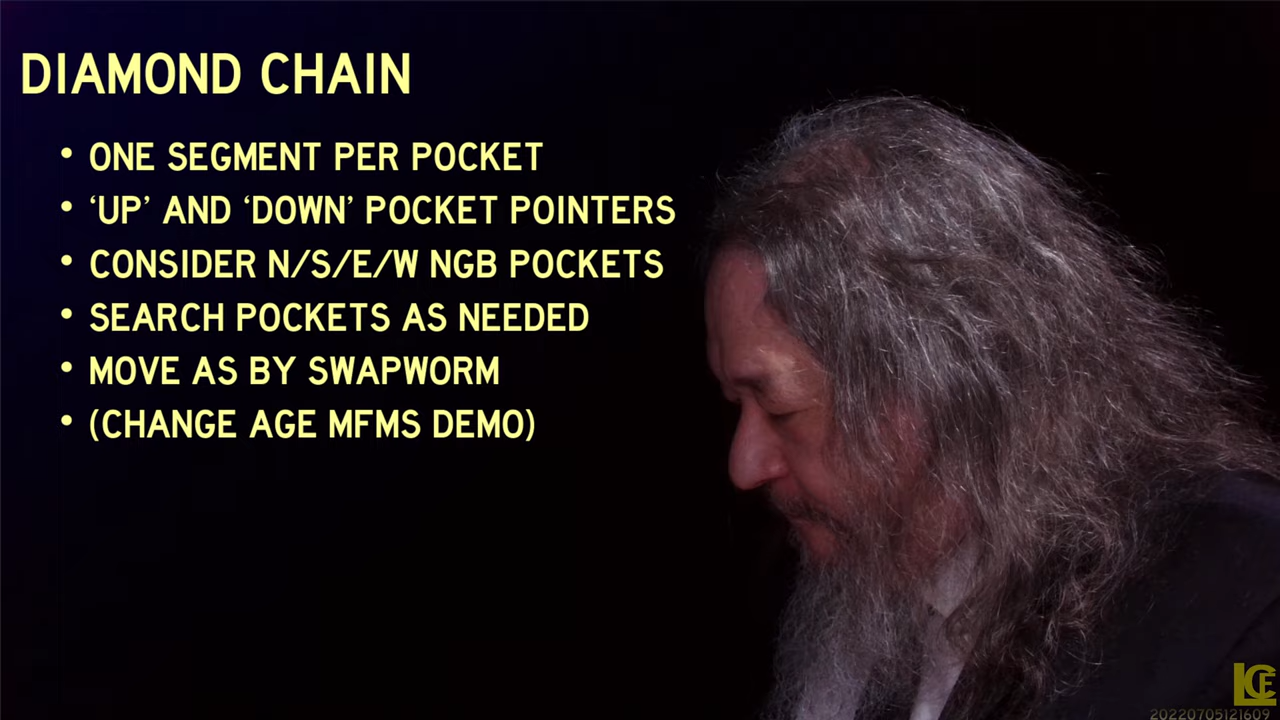 DIAMOND CHAIN
• ONE SEGMENT PER POCKET
• ‘UP’ AND ‘DOWN’ POCKET POINTERS
• CONSIDER N/S/E/W NGB POCKETS
• SEARCH POCKETS AS NEEDED
• MOVE AS BY SWAPWORM
• (CHANGE AGE MFMS DEMO)
20220705121609